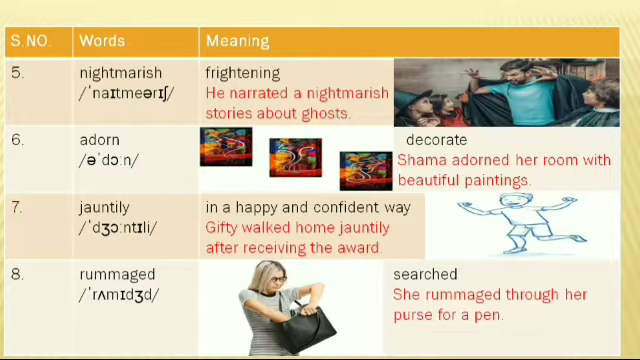 S.NO. Words Meaning
5. nightmarish frightening
/ˈnaɪtmeərɪʃ/ He narrated a nightmarish
stories about ghosts.
6. adorn decorate
/əˈdɔːn/ Shama adorned her room with
beautiful paintings.
7. jauntily in a happy and confident way
/ˈdʒɔːntɪli/ Gifty walked home jauntily
after receiving the award.
8. rummaged searched
/ˈrʌmɪdʒd/ She rummaged through her
purse for a pen.